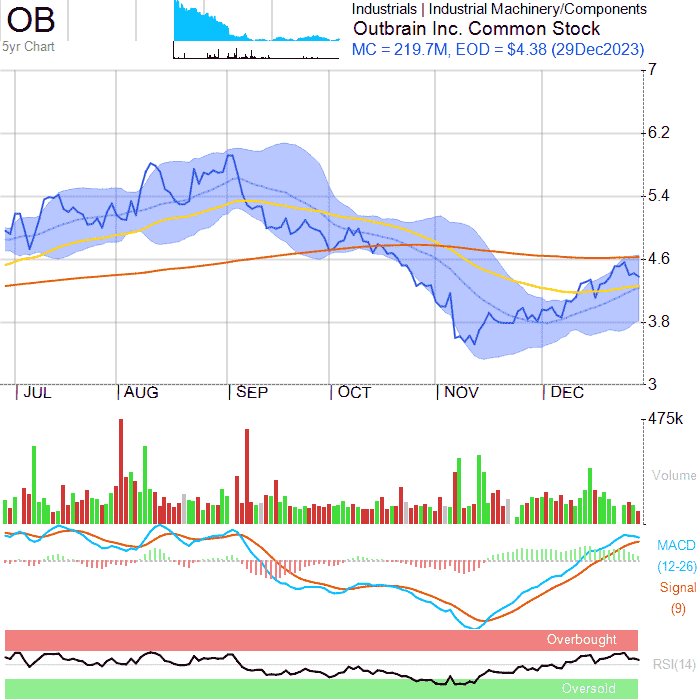 OB
5yr Chart
Industrials | Industrial Machinery/Components
Outbrain Inc. Common Stock
MC = 219.7M, EOD = $4.38 (29Dec2023)
7
6.2
5.4
4.6
3.8
3
JUL AUG SEP OCT NOV DEC
475k
Volume
MACD
(12-26)
Signal
(9)
Overbought
RSI(14)
Oversold